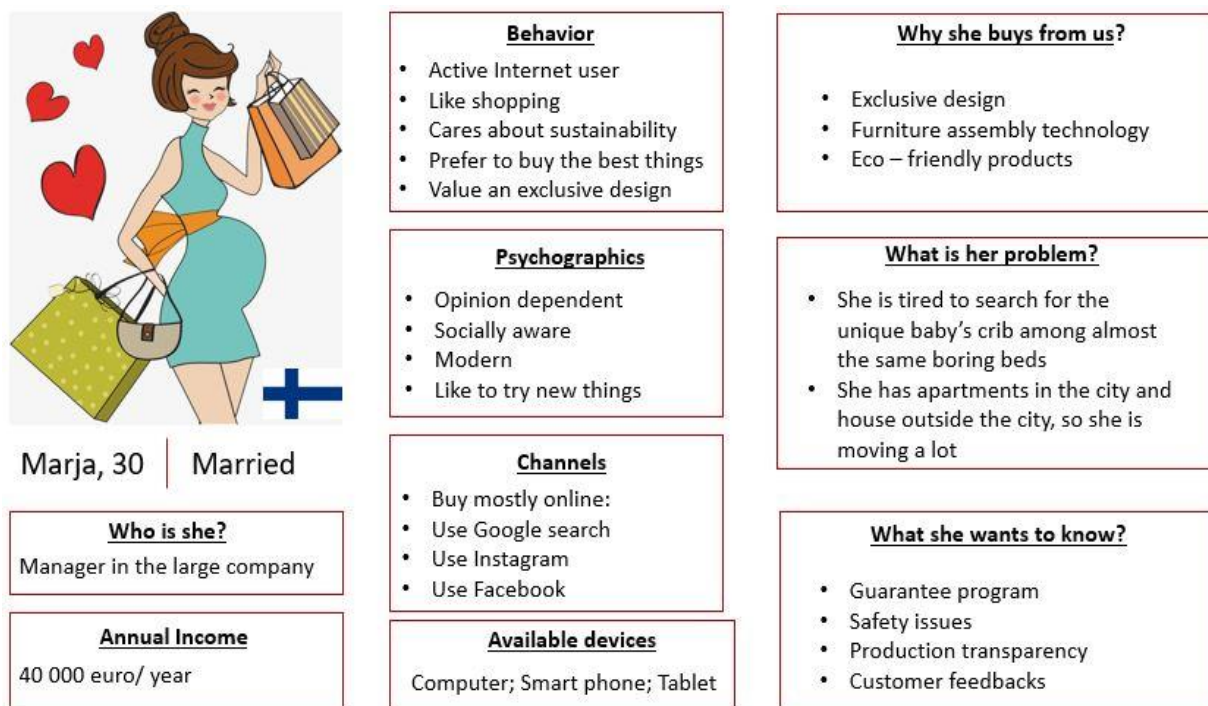 Marja, 30 | Married
Who is she?
Manager in the large company
Annual Income
40 000 euro/ year
Behavior
• Active Internet user
• Like shopping
• Cares about sustainability
• Prefer to buy the best things
• Value an exclusive design
Psychographics
• Opinion dependent
• Socially aware
• Modern
• Like to try new things
Channels
• Buy mostly online:
• Use Google search
• Use Instagram
• Use Facebook
Available devices
Computer; Smart phone; Tablet
Why she buys from us?
• Exclusive design
• Furniture assembly technology
• Eco – friendly products
What is her problem?
• She is tired to search for the
unique baby's crib among almost
the same boring beds
• She has apartments in the city and
house outside the city, so she is
moving a lot
What she wants to know?
• Guarantee program
• Safety issues
• Production transparency
• Customer feedbacks